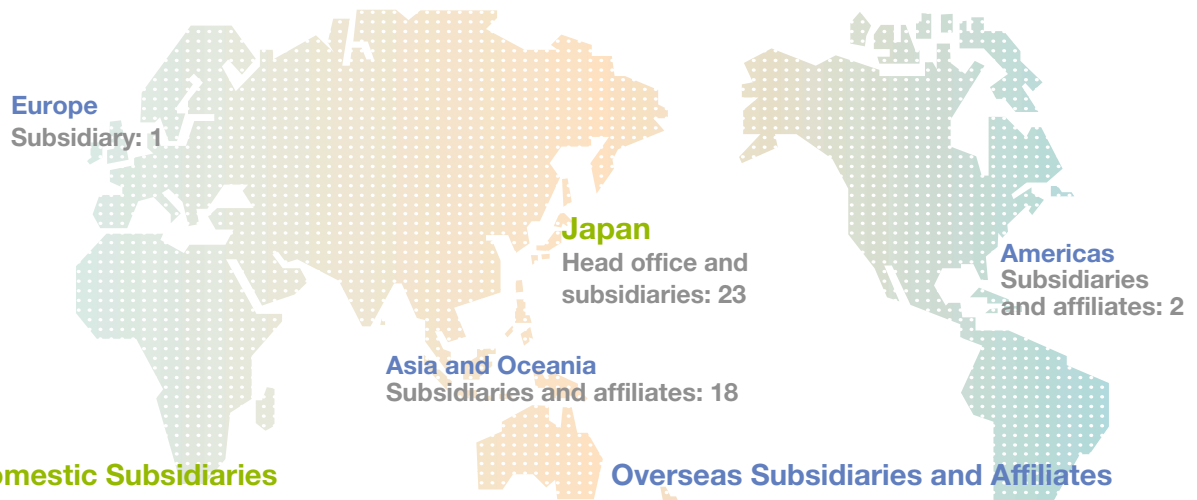 Europe
Subsidiary: 1
Japan
Head office and
subsidiaries: 23
Americas
Subsidiaries
and affiliates: 2
Asia and Oceania
Subsidiaries and affiliates: 18
omestic Subsidiaries
Overseas Subsidiaries and Affiliates